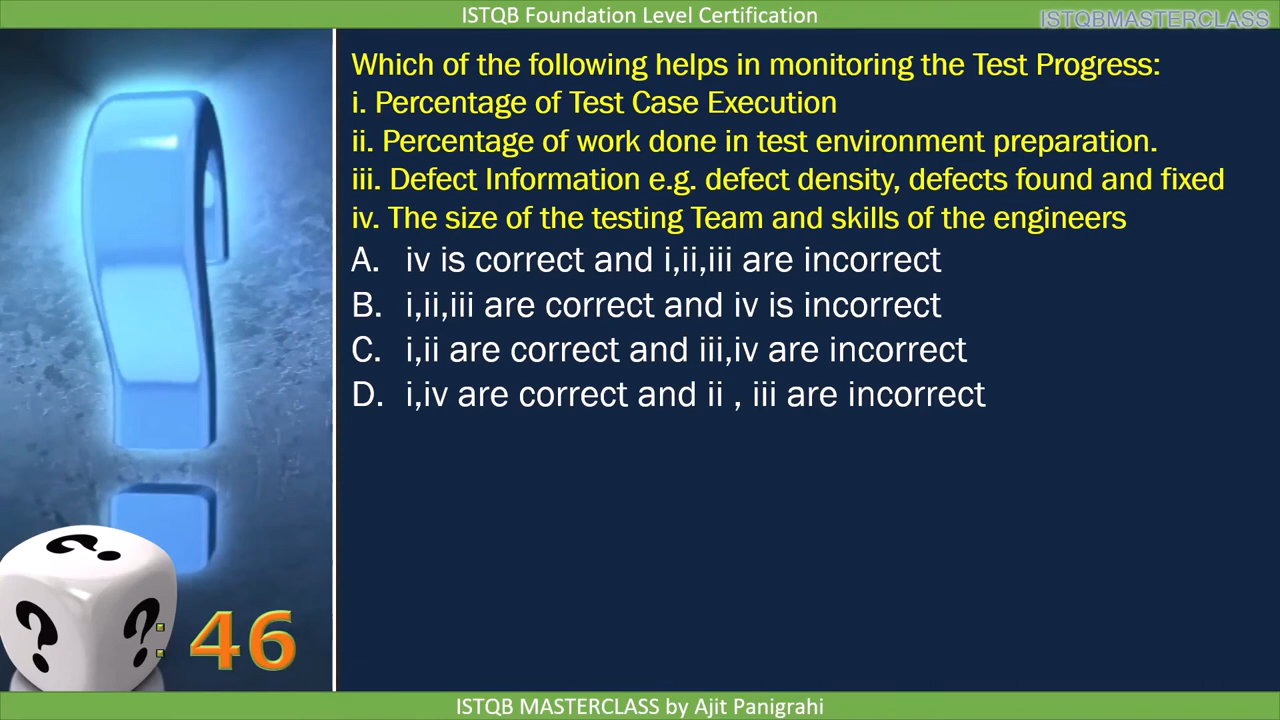 ISTQB Foundation Level Certification
ISTQBMASTERCLASS
Which of the following helps in monitoring the Test Progress:
i. Percentage of Test Case Execution
ii. Percentage of work done in test environment preparation.
iii. Defect Information e.g. defect density, defects found and fixed
iv. The size of the testing Team and skills of the engineers
A. iv is correct and i,ii,iii are incorrect
B. i,ii,iii are correct and iv is incorrect
C. i,ii are correct and iii,iv are incorrect
D. i,iv are correct and ii , iii are incorrect
: 46
ISTQB MASTERCLASS by Ajit Panigrahi